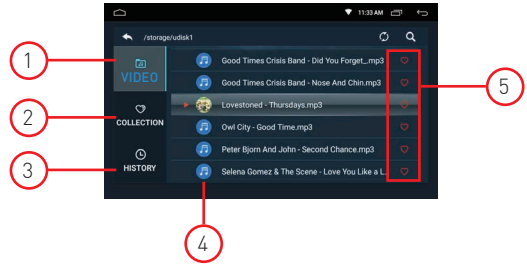 11:33 AM
/storage/udisk1
1
VIDEO
2
COLLECTION
3
HISTORY
Good Times Crisis Band - Did You Forget_.mp3
Good Times Crisis Band - Nose And Chin.mp3
Lovestoned - Thursdays.mp3
Owl City - Good Time.mp3
Peter Bjorn And John - Second Chance.mp3
Selena Gomez & The Scene - Love You Like a L..
4
5